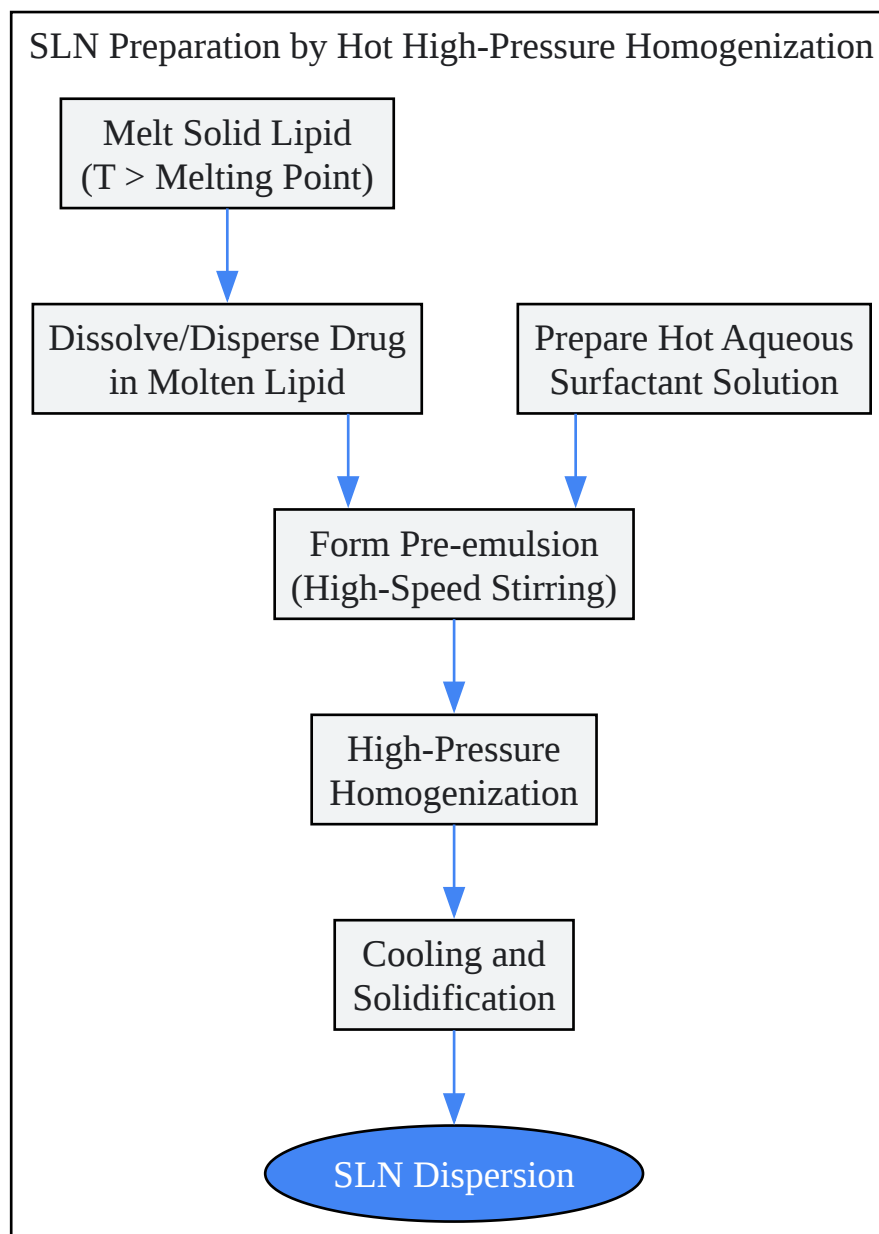 SLN Preparation by Hot High-Pressure Homogenization
Melt Solid Lipid
(T > Melting Point)
Dissolve/Disperse Drug
in Molten Lipid
Prepare Hot Aqueous
Surfactant Solution
Form Pre-emulsion
(High-Speed Stirring)
High-Pressure
Homogenization
Cooling and
Solidification
SLN Dispersion